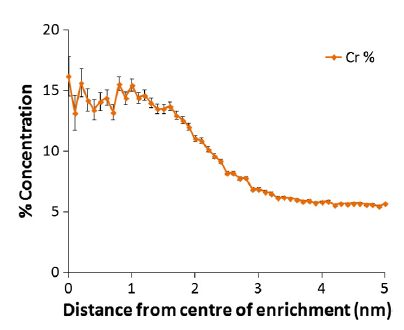 20
Cr %
15
10
5
0
0 1 2 3 4 5
% Concentration
Distance from centre of enrichment (nm)